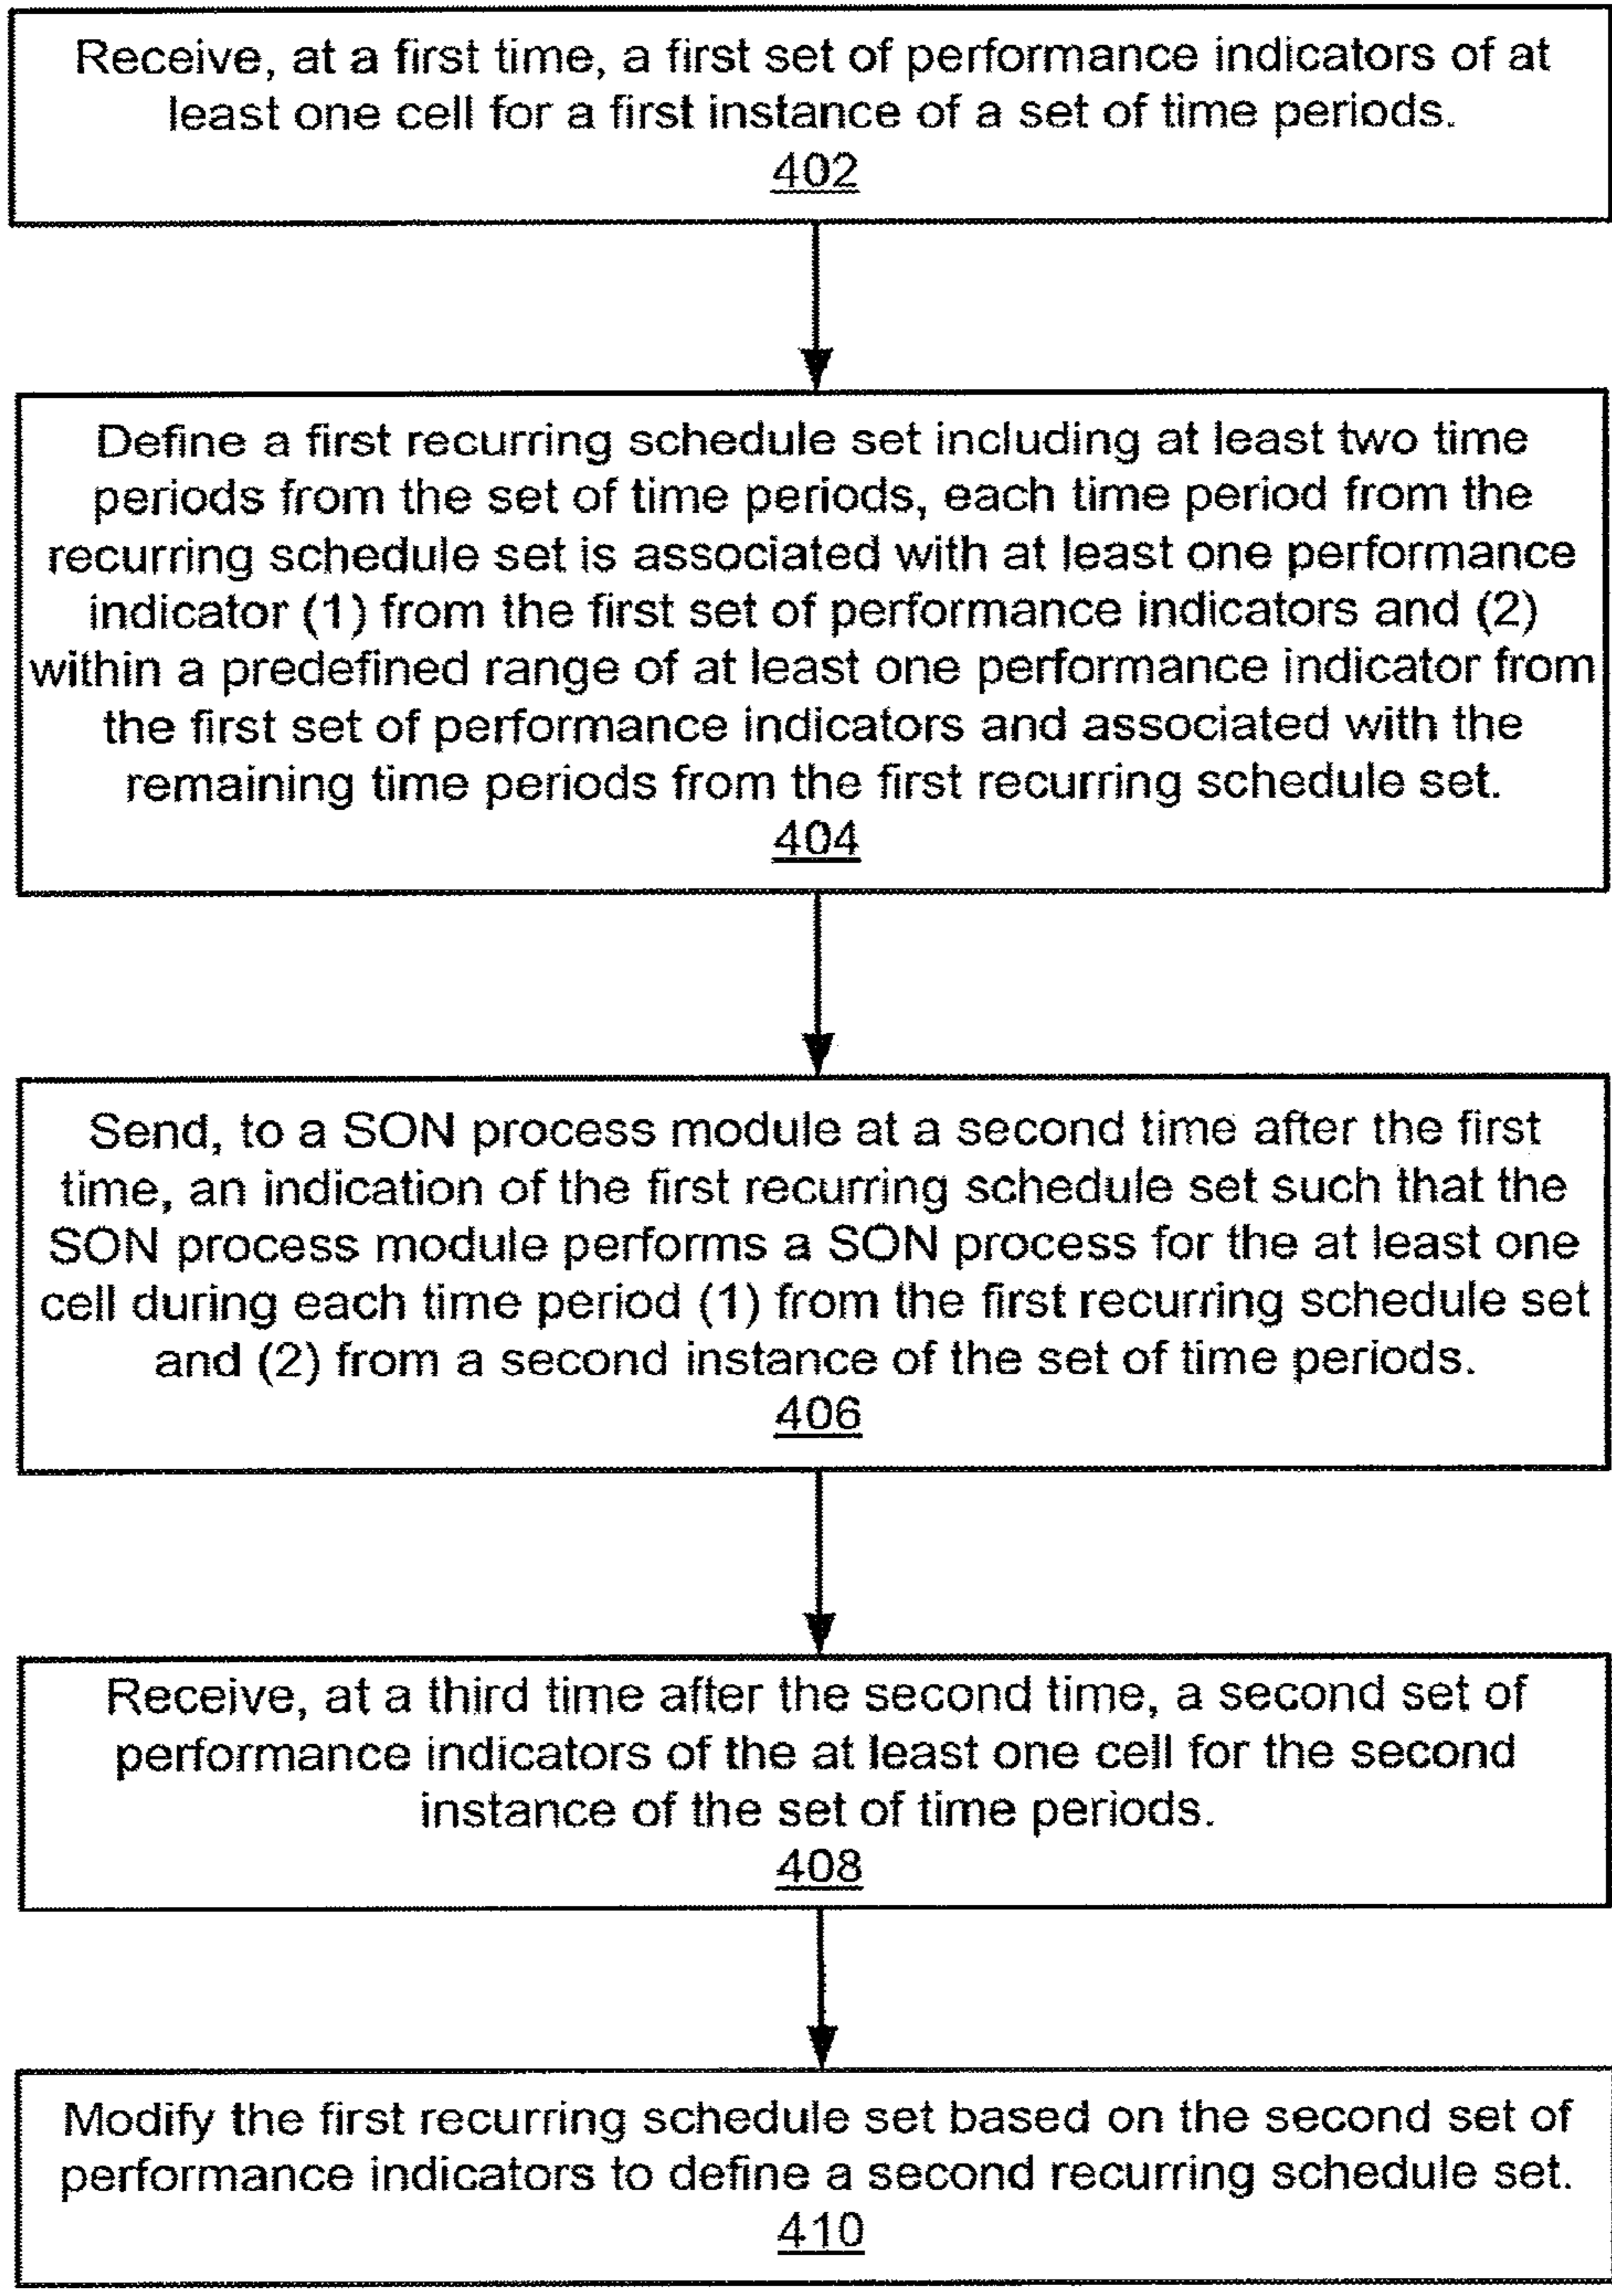 Receive, at a first time, a first set of performance indicators of at
least one cell for a first instance of a set of time periods.
402
Define a first recurring schedule set including at least two time
periods from the set of time periods, each time period from the
recurring schedule set is associated with at least one performance
indicator (1) from the first set of performance indicators and (2)
within a predefined range of at least one performance indicator from
the first set of performance indicators and associated with the
remaining time periods from the first recurring schedule set.
404
Send, to a SON process module at a second time after the first
time, an indication of the first recurring schedule set such that the
SON process module performs a SON process for the at least one
cell during each time period (1) from the first recurring schedule set
and (2) from a second instance of the set of time periods.
406
Receive, at a third time after the second time, a second set of
performance indicators of the at least one cell for the second
instance of the set of time periods.
408
Modify the first recurring schedule set based on the second set of
performance indicators to define a second recurring schedule set.
410